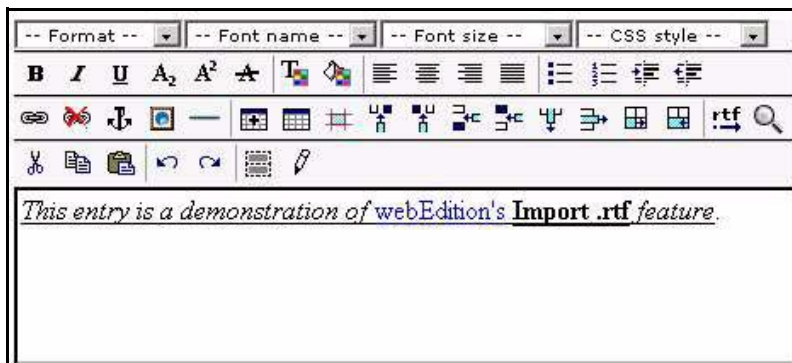 -- Format -- -- Font name -- -- Font size -- -- CSS style --
B I U A2 A2 A T
rtf
This entry is a demonstration of webEdition's Import .rtf feature.